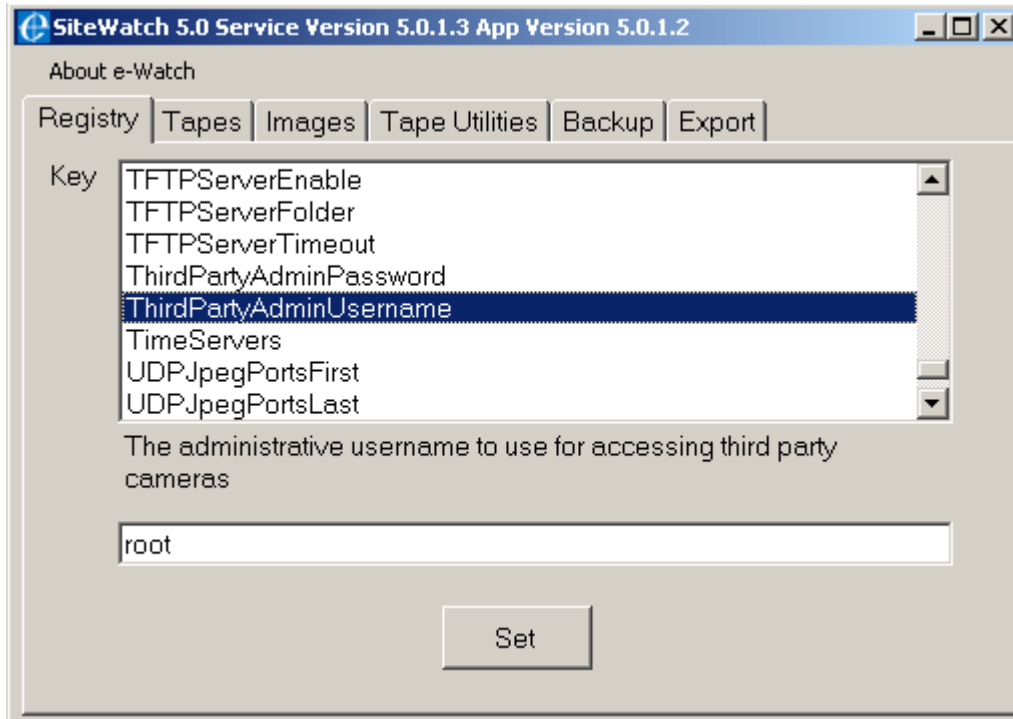 SiteWatch 5.0 Service Version 5.0.1.3 App Version 5.0.1.2
About e-Watch
Registry Tapes Images Tape Utilities Backup Export
Key
TFTPServerEnable
TFTPServerFolder
TFTPServerTimeout
ThirdPartyAdminPassword
ThirdPartyAdminUsername
TimeServers
UDPJpegPortsFirst
UDPJpegPortsLast
The administrative username to use for accessing third party
cameras
root
Set